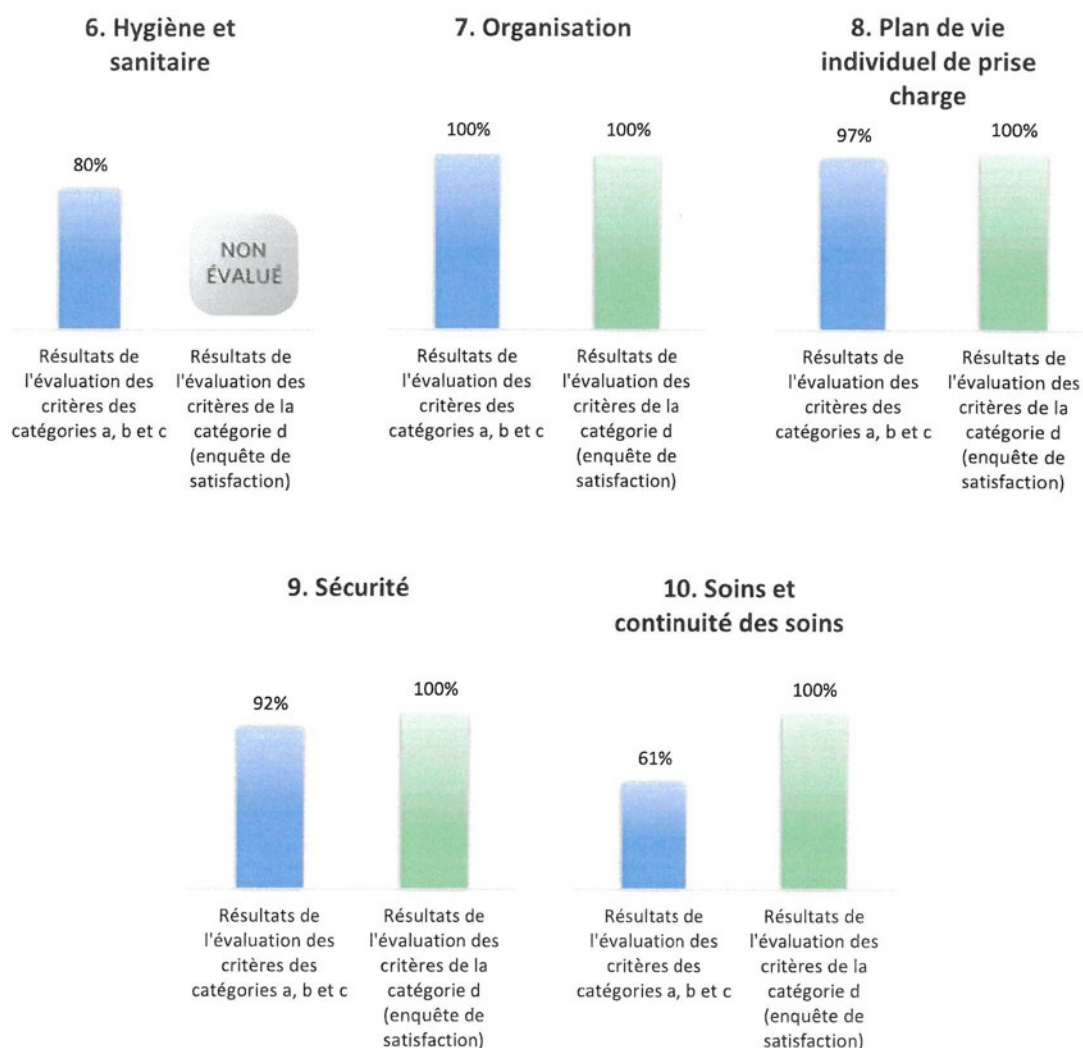 6. Hygiène et
sanitaire
80%
NON
ÉVALUÉ
Résultats de
l'évaluation des
critères des
catégories a, b et c
Résultats de
l'évaluation des
critères de la
catégorie d
(enquête de
satisfaction)
7. Organisation
100%
100%
Résultats de
l'évaluation des
critères des
catégories a, b et c
Résultats de
l'évaluation des
critères de la
catégorie d
(enquête de
satisfaction)
8. Plan de vie
individuel de prise
charge
97%
100%
Résultats de
l'évaluation des
critères des
catégories a, b et c
Résultats de
l'évaluation des
critères de la
catégorie d
(enquête de
satisfaction)
9. Sécurité
92%
100%
Résultats de
l'évaluation des
critères des
catégories a, b et c
Résultats de
l'évaluation des
critères de la
catégorie d
(enquête de
satisfaction)
10. Soins et
continuité des soins
61%
100%
Résultats de
l'évaluation des
critères des
catégories a, b et c
Résultats de
l'évaluation des
critères de la
catégorie d
(enquête de
satisfaction)